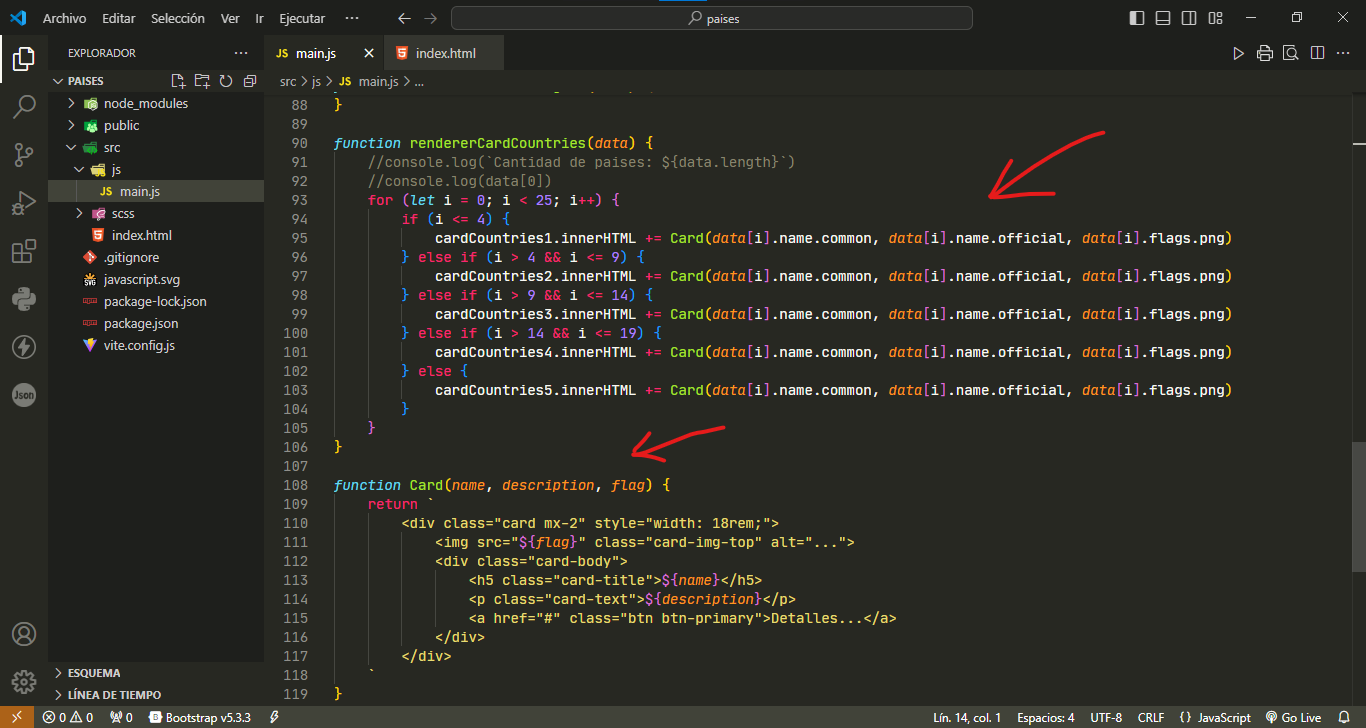 Archivo Editar Selección Ver Ir Ejecutar ···
paises
EXPLORADOR ···
JS main.js
index.html
PAISES
src > js > JS main.js > ...
node_modules
public
src
js
JS main.js
scss
index.html
.gitignore
javascript.svg
package-lock.json
package.json
vite.config.js
88 }
89
90 function rendererCardCountries(data) {
91 //console.log(`Cantidad de paises: ${data.length}`)
92 //console.log(data[0])
93 for (let i = 0; i < 25; i++) {
94 if (i <= 4) {
95 cardCountries1.innerHTML += Card(data[i].name.common, data[i].name.official, data[i].flags.png)
96 } else if (i > 4 && i <= 9) {
97 cardCountries2.innerHTML += Card(data[i].name.common, data[i].name.official, data[i].flags.png)
98 } else if (i > 9 && i <= 14) {
99 cardCountries3.innerHTML += Card(data[i].name.common, data[i].name.official, data[i].flags.png)
100 } else if (i > 14 && i <= 19) {
101 cardCountries4.innerHTML += Card(data[i].name.common, data[i].name.official, data[i].flags.png)
102 } else {
103 cardCountries5.innerHTML += Card(data[i].name.common, data[i].name.official, data[i].flags.png)
104 }
105 }
106 }
107
108 function Card(name, description, flag) {
109 return `
110 <div class="card mx-2" style="width: 18rem;">
111 <img src="${flag}" class="card-img-top" alt="...">
112 <div class="card-body">
113 <h5 class="card-title">${name}</h5>
114 <p class="card-text">${description}</p>
115 <a href="#" class="btn btn-primary">Detalles...</a>
116 </div>
117 </div>
118 `
119 }
Json
ESQUEMA
LÍNEA DE TIEMPO
0 0 0 Bootstrap v5.3.3
Lín. 14, col. 1 Espacios: 4 UTF-8 CRLF {} JavaScript Go Live